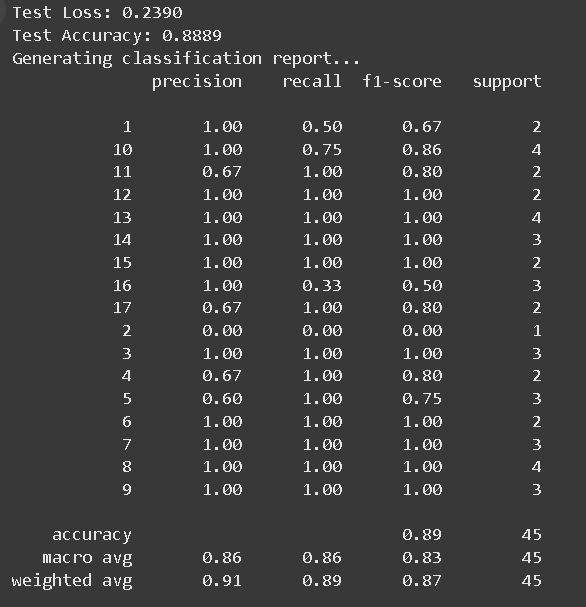 Test Loss: 0.2390
Test Accuracy: 0.8889
Generating classification report...
precision recall f1-score support
1 1.00 0.50 0.67 2
10 1.00 0.75 0.86 4
11 0.67 1.00 0.80 2
12 1.00 1.00 1.00 2
13 1.00 1.00 1.00 4
14 1.00 1.00 1.00 3
15 1.00 1.00 1.00 2
16 1.00 0.33 0.50 3
17 0.67 1.00 0.80 2
2 0.00 0.00 0.00 1
3 1.00 1.00 1.00 3
4 0.67 1.00 0.80 2
5 0.60 1.00 0.75 3
6 1.00 1.00 1.00 2
7 1.00 1.00 1.00 3
8 1.00 1.00 1.00 4
9 1.00 1.00 1.00 3
accuracy 0.89 45
macro avg 0.86 0.86 0.83 45
weighted avg 0.91 0.89 0.87 45